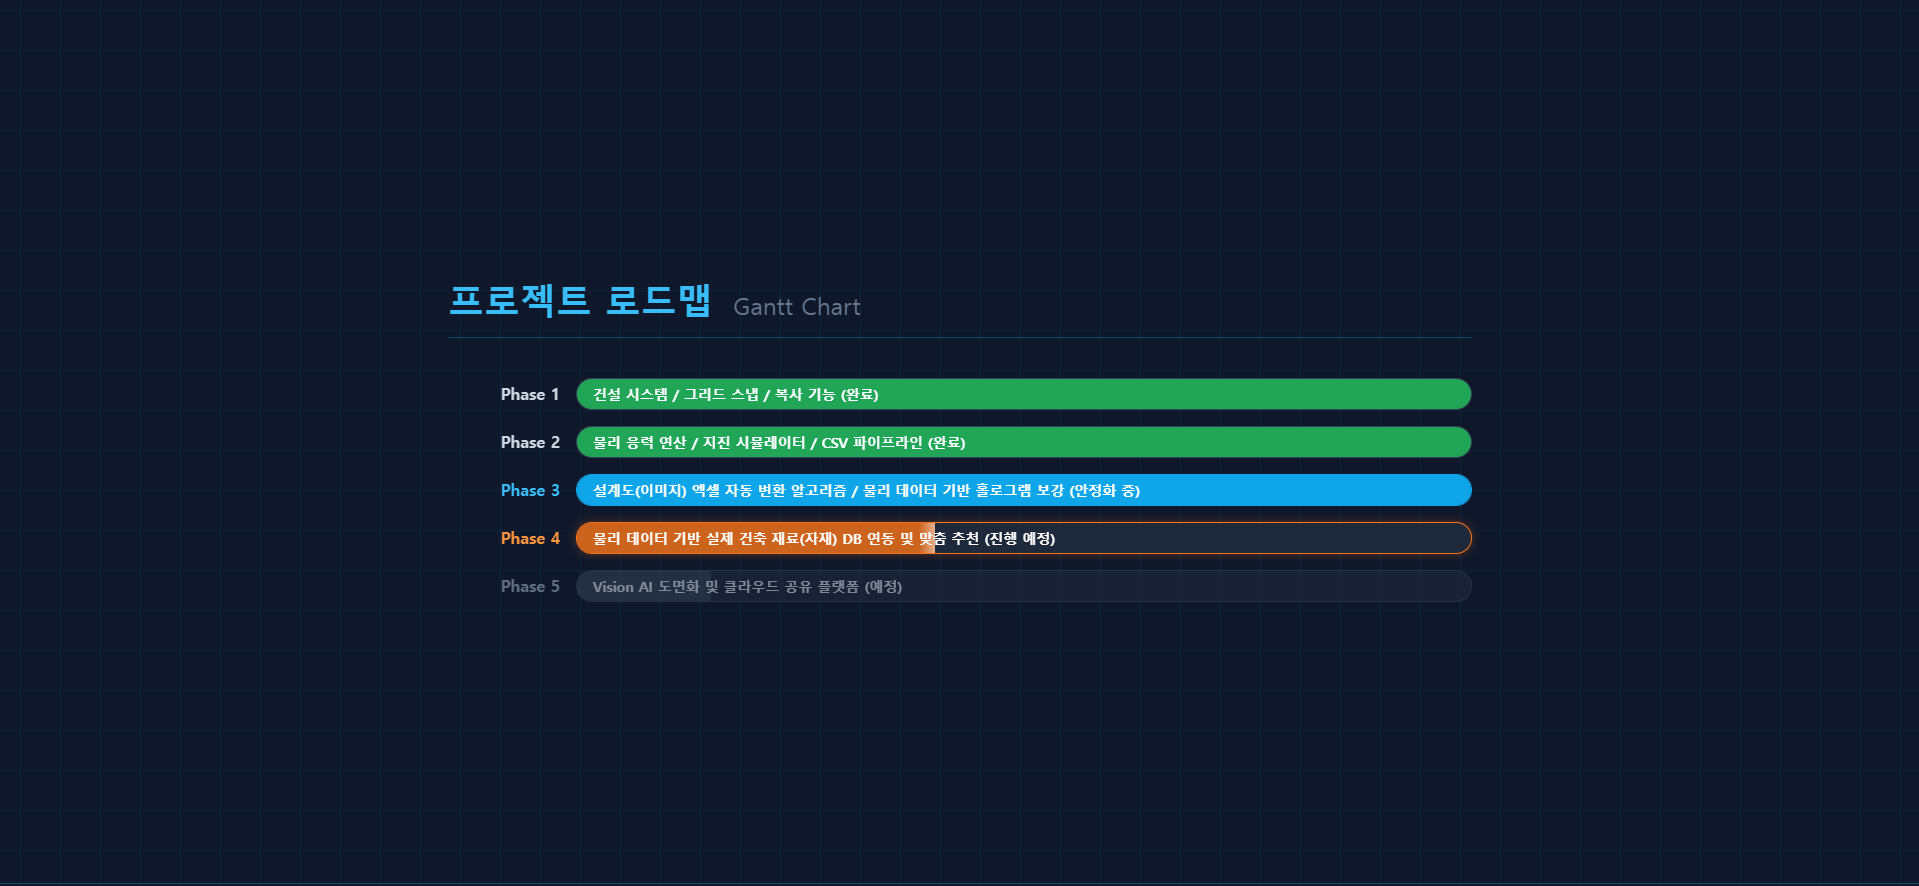 프로젝트 로드맵 Gantt Chart
Phase 1 건설 시스템 / 그리드 스냅 / 복사 기능 (완료)
Phase 2 물리 응력 연산 / 지진 시뮬레이터 / CSV 파이프라인 (완료)
Phase 3 설계도(이미지) 엑셀 자동 변환 알고리즘 / 물리 데이터 기반 홀로그램 보강 (안정화 중)
Phase 4 물리 데이터 기반 실제 건축 재료(자재) DB 연동 및 맞춤 추천 (진행 예정)
Phase 5 Vision AI 도면화 및 클라우드 공유 플랫폼 (예정)